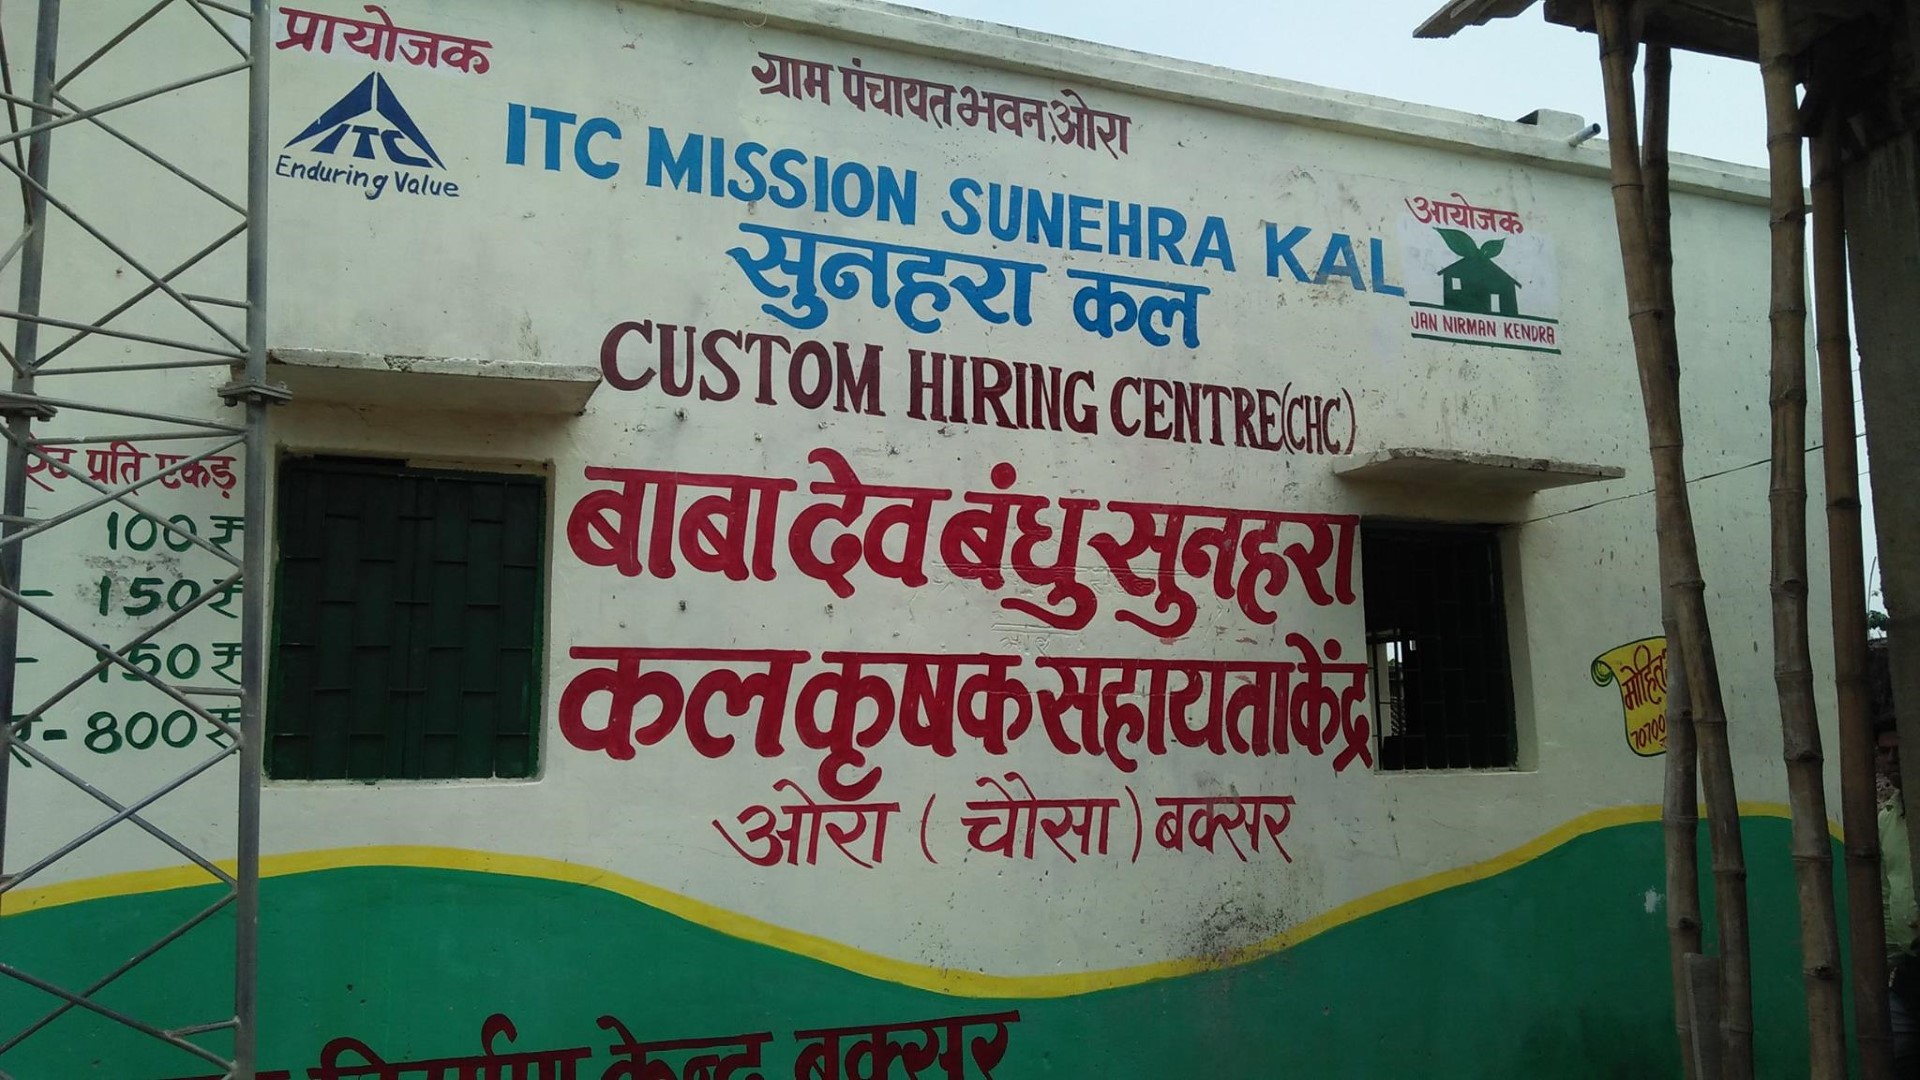 प्रायोजक
ITC
Enduring Value
ग्राम पंचायत भवन, ओरा
ITC MISSION SUNEHRA KAL
सुनहरा कल
आयोजक
JAN NIRMAN KENDRA
CUSTOM HIRING CENTRE (CHC)
रेट प्रति एकड़
100 ₹
- 150 ₹
- 150 ₹
- 800 ₹
बाबा देव बंधु सुनहरा
कल कृषक सहायता केंद्र
ओरा ( चौसा ) बक्सर
मोहित
70700
निर्माण केन्द्र बक्सर